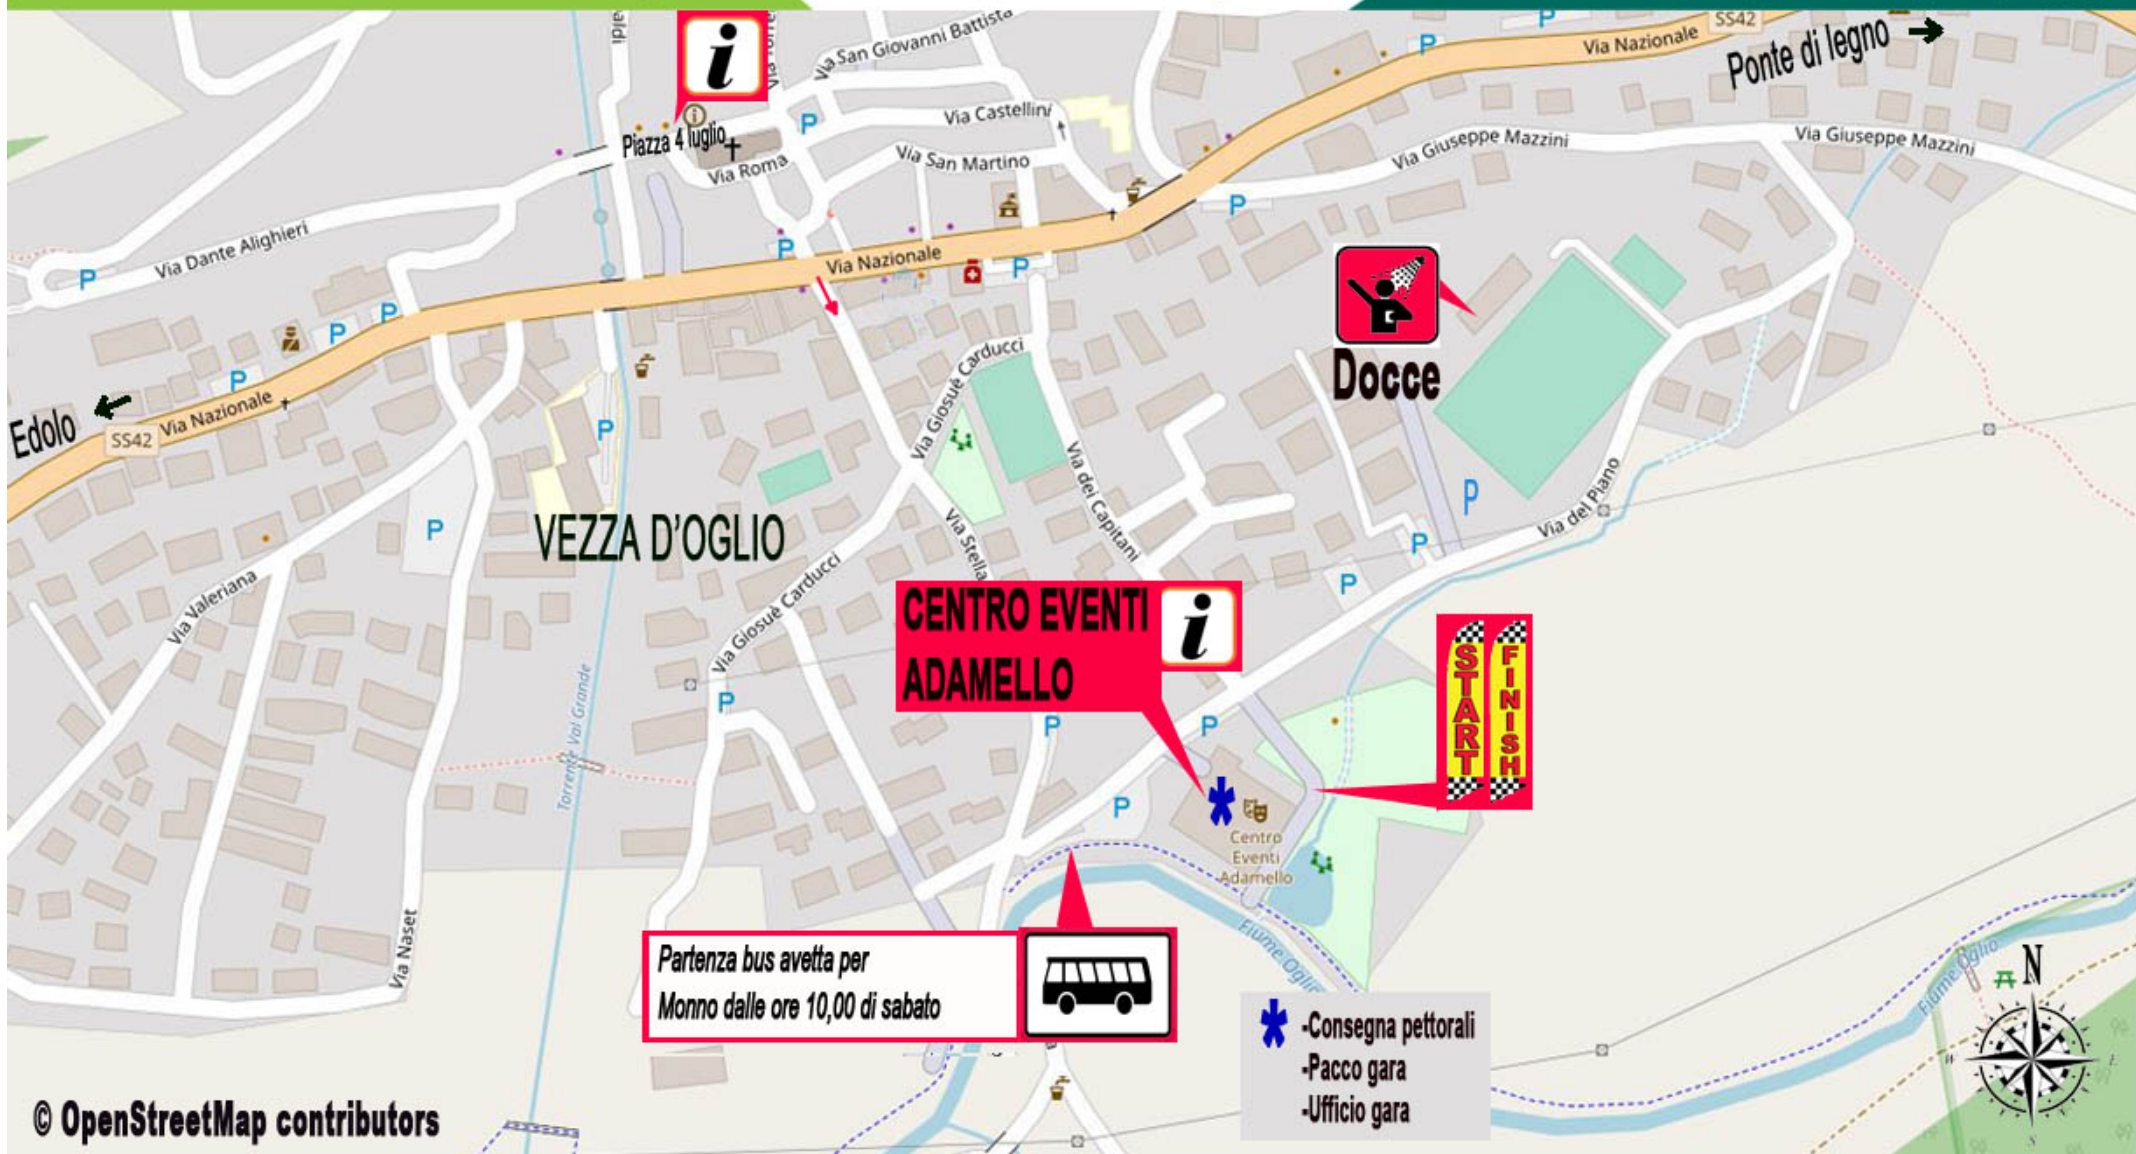 SS42
Via Nazionale
Ponte di legno
Via San Giovanni Battista
i
P
P
Via Castellini
Piazza 4 luglio
P
Via Roma
Via San Martino
Via Giuseppe Mazzini
Via Giuseppe Mazzini
P
Via Dante Alighieri
P
Via Nazionale
P
P
P
P
Docce
Via Giosuè Carducci
P
Edolo
SS42
Via Nazionale
P
Via dei Capitani
P
P
VEZZA D'OGLIO
Via Stella
Via del Piano
P
Via Valeriana
Via Giosuè Carducci
P
CENTRO EVENTI
ADAMELLO
i
START
FINISH
Torrente Val Grande
P
P
P
P
Centro
Eventi
Adamello
Via Naset
Fiume Oglio
Fiume Oglio
Partenza bus avetta per
Monno dalle ore 10,00 di sabato
N
W
E
S
-Consegna pettorali
-Pacco gara
-Ufficio gara
© OpenStreetMap contributors